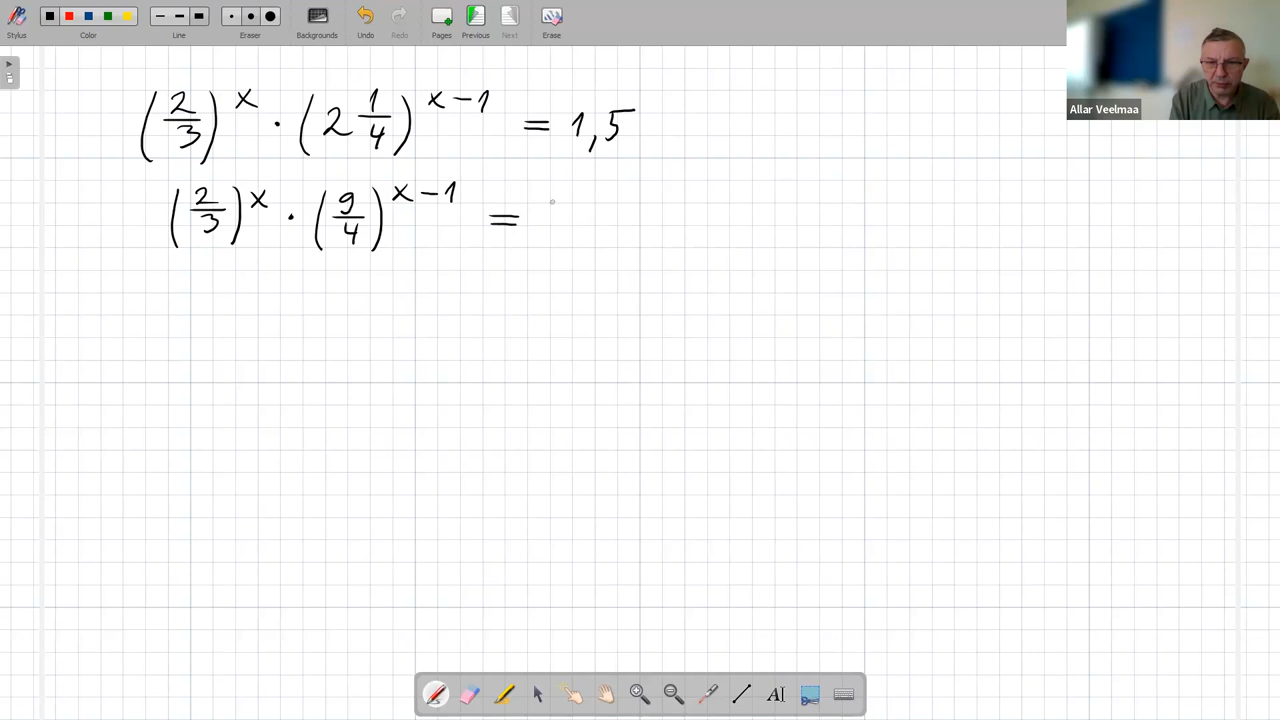 Stylus Color Line Eraser Backgrounds Undo Redo Pages Previous Next Erase
Allar Veelmaa
(2/3)^x · (2 1/4)^(x-1) = 1,5
(2/3)^x · (9/4)^(x-1) =
AI